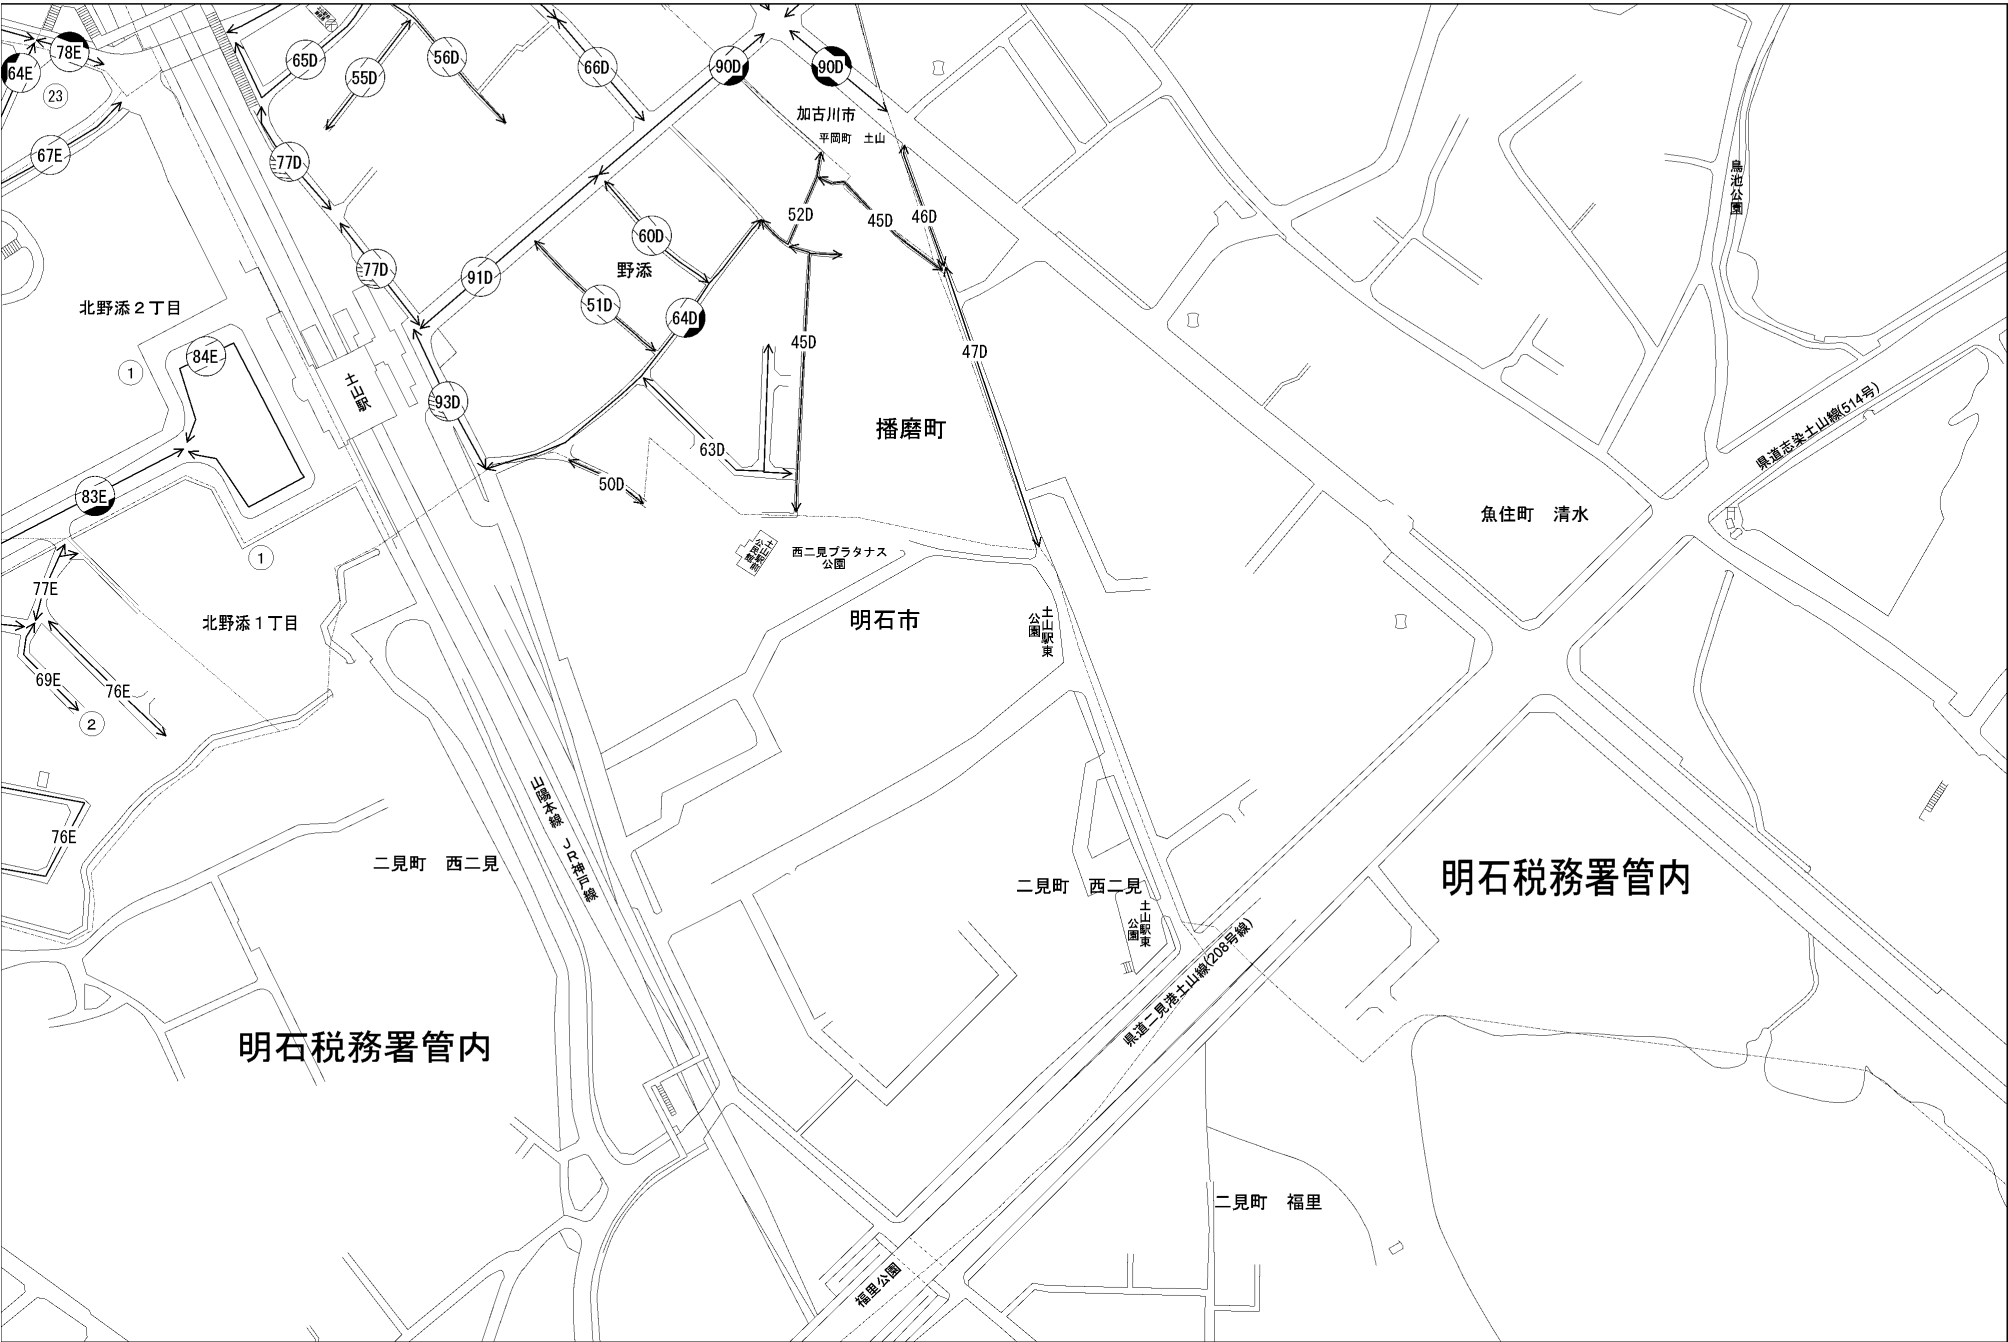 78E
64E
23
65D
55D
56D
66D
90D
90D
加古川市
平岡町　土山
67E
77D
鳥池公園
52D
45D
46D
60D
77D
91D
野添
51D
64D
北野添２丁目
45D
47D
84E
1
土山駅
93D
播磨町
県道志染土山線(514号)
63D
50D
83E
魚住町　清水
西二見プラタナス
公園
1
77E
北野添１丁目
明石市
土山駅東
公園
69E
76E
2
山陽本線　JR神戸線
76E
二見町　西二見
二見町　西二見
明石税務署管内
土山駅東
公園
県道二見港土山線(208号線)
明石税務署管内
二見町　福里
福里公園